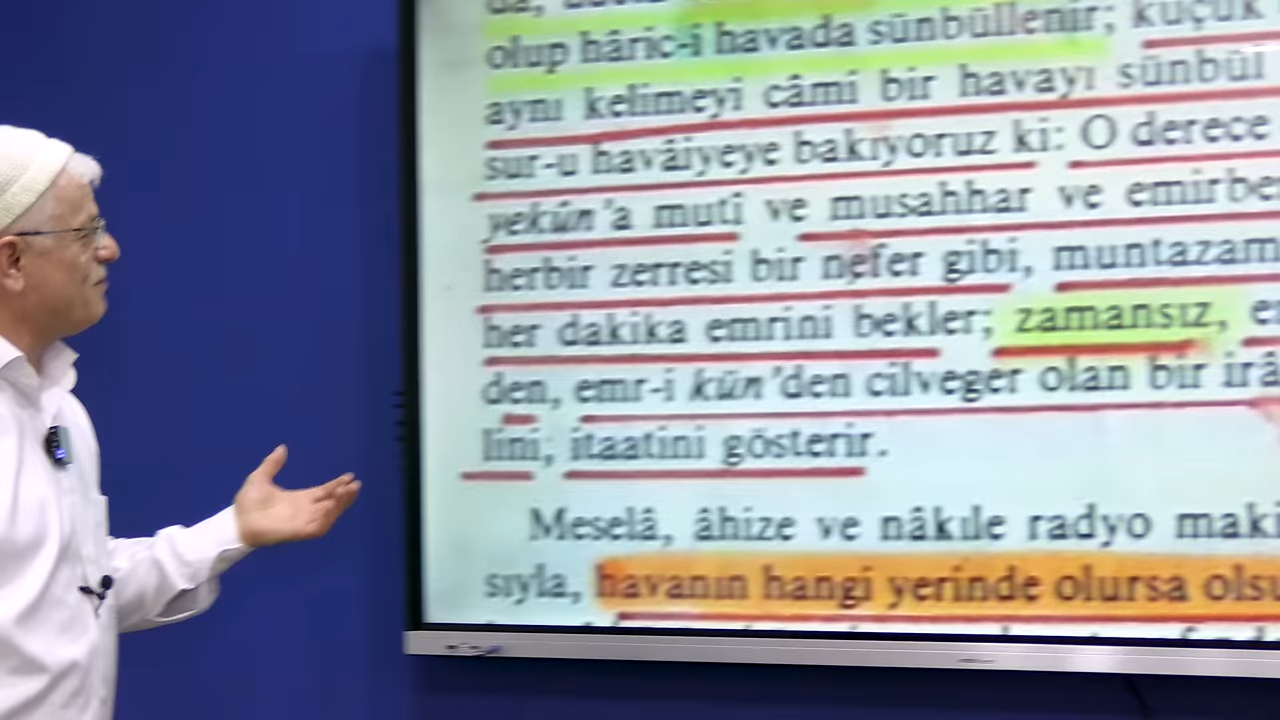 olup hâric-i havada sünbüllenir; küçük
aynı kelimeyi câmi bir havayı sünbül
sur-u havâiyeye bakıyoruz ki: O derece
yekûn'a mutî ve musahhar ve emirbe
herbir zerresi bir nefer gibi, muntazam
her dakika emrini bekler; zamansız, e
den, emr-i kün'den cilveger olan bir irâ
lini; itaatini gösterir.
Meselâ, âhize ve nâkıle radyo maki
sıyla, havanın hangi yerinde olursa olsu